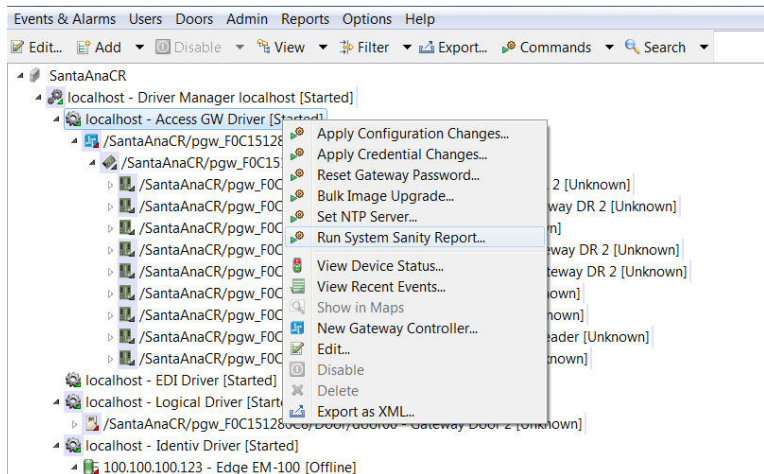 Events & Alarms Users Doors Admin Reports Options Help
Edit... Add Disable View Filter Export... Commands Search
SantaAnaCR
localhost - Driver Manager localhost [Started]
localhost - Access GW Driver [Started]
/SantaAnaCR/pgw_F0C15128
/SantaAnaCR/pgw_F0C15
/SantaAnaCR/pgw_F0C 2 [Unknown]
/SantaAnaCR/pgw_F0C way DR 2 [Unknown]
/SantaAnaCR/pgw_F0C n]
/SantaAnaCR/pgw_F0C eway DR 2 [Unknown]
/SantaAnaCR/pgw_F0C teway DR 2 [Unknown]
/SantaAnaCR/pgw_F0C own]
/SantaAnaCR/pgw_F0C nown]
/SantaAnaCR/pgw_F0C eader [Unknown]
/SantaAnaCR/pgw_F0C nown]
localhost - EDI Driver [Started]
localhost - Logical Driver [Starte
/SantaAnaCR/pgw_F0C151280C8/Door/door00 - Gateway Door 2 [Unknown]
localhost - Identiv Driver [Started]
100.100.100.123 - Edge EM-100 [Offline]
Apply Configuration Changes...
Apply Credential Changes...
Reset Gateway Password...
Bulk Image Upgrade...
Set NTP Server...
Run System Sanity Report...
View Device Status...
View Recent Events...
Show in Maps
New Gateway Controller...
Edit...
Disable
Delete
Export as XML...